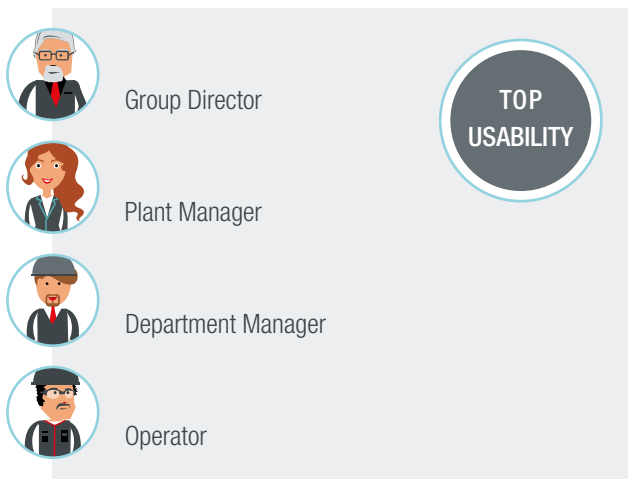 Group Director
TOP
USABILITY
Plant Manager
Department Manager
Operator